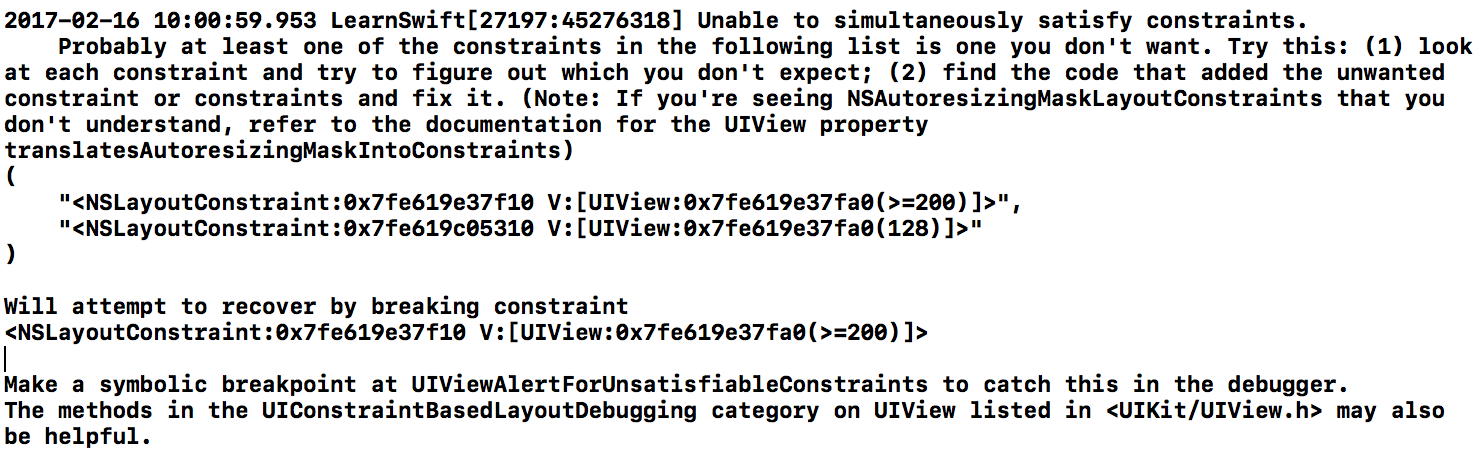 2017-02-16 10:00:59.953 LearnSwift[27197:45276318] Unable to simultaneously satisfy constraints.
    Probably at least one of the constraints in the following list is one you don't want. Try this: (1) look
at each constraint and try to figure out which you don't expect; (2) find the code that added the unwanted
constraint or constraints and fix it. (Note: If you're seeing NSAutoresizingMaskLayoutConstraints that you
don't understand, refer to the documentation for the UIView property
translatesAutoresizingMaskIntoConstraints)
(
    "<NSLayoutConstraint:0x7fe619e37f10 V:[UIView:0x7fe619e37fa0(>=200)]>",
    "<NSLayoutConstraint:0x7fe619c05310 V:[UIView:0x7fe619e37fa0(128)]>"
)

Will attempt to recover by breaking constraint
<NSLayoutConstraint:0x7fe619e37f10 V:[UIView:0x7fe619e37fa0(>=200)]>

Make a symbolic breakpoint at UIViewAlertForUnsatisfiableConstraints to catch this in the debugger.
The methods in the UIConstraintBasedLayoutDebugging category on UIView listed in <UIKit/UIView.h> may also
be helpful.